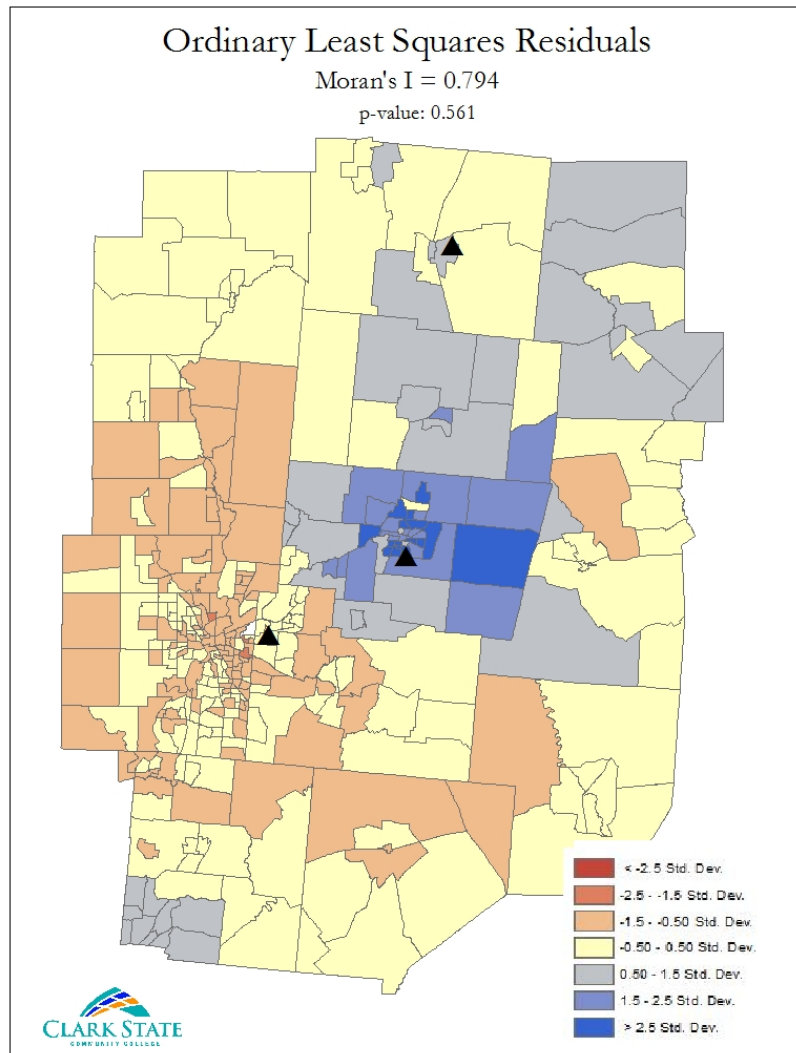 Ordinary Least Squares Residuals
Moran's I = 0.794
p-value: 0.561
< -2.5 Std. Dev.
-2.5 - -1.5 Std. Dev.
-1.5 - -0.50 Std. Dev.
-0.50 - 0.50 Std. Dev.
0.50 - 1.5 Std. Dev.
1.5 - 2.5 Std. Dev.
> 2.5 Std. Dev.
CLARK STATE
COMMUNITY COLLEGE